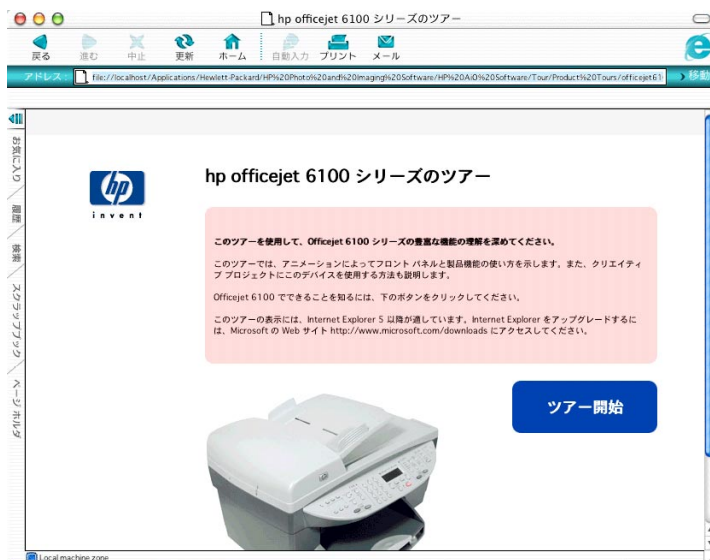 hp officejet 6100 シリーズのツアー
戻る 進む 中止 更新 ホーム 自動入力 プリント メール
アドレス: file://localhost/Applications/Hewlett-Packard/HP%20Photo%20and%20Imaging%20Software/HP%20AiO%20Software/Tour/Product%20Tours/officejet61 移動
お気に入り
履歴
検索
スクラップブック
ページ ホルダ
hp
invent
hp officejet 6100 シリーズのツアー
このツアーを使用して、Officejet 6100 シリーズの豊富な機能の理解を深めてください。
このツアーでは、アニメーションによってフロント パネルと製品機能の使い方を示します。また、クリエイティ
ブ プロジェクトにこのデバイスを使用する方法も説明します。
Officejet 6100 でできることを知るには、下のボタンをクリックしてください。
このツアーの表示には、Internet Explorer 5 以降が適しています。Internet Explorer をアップグレードするに
は、Microsoft の Web サイト http://www.microsoft.com/downloads にアクセスしてください。
ツアー開始
Local machine zone